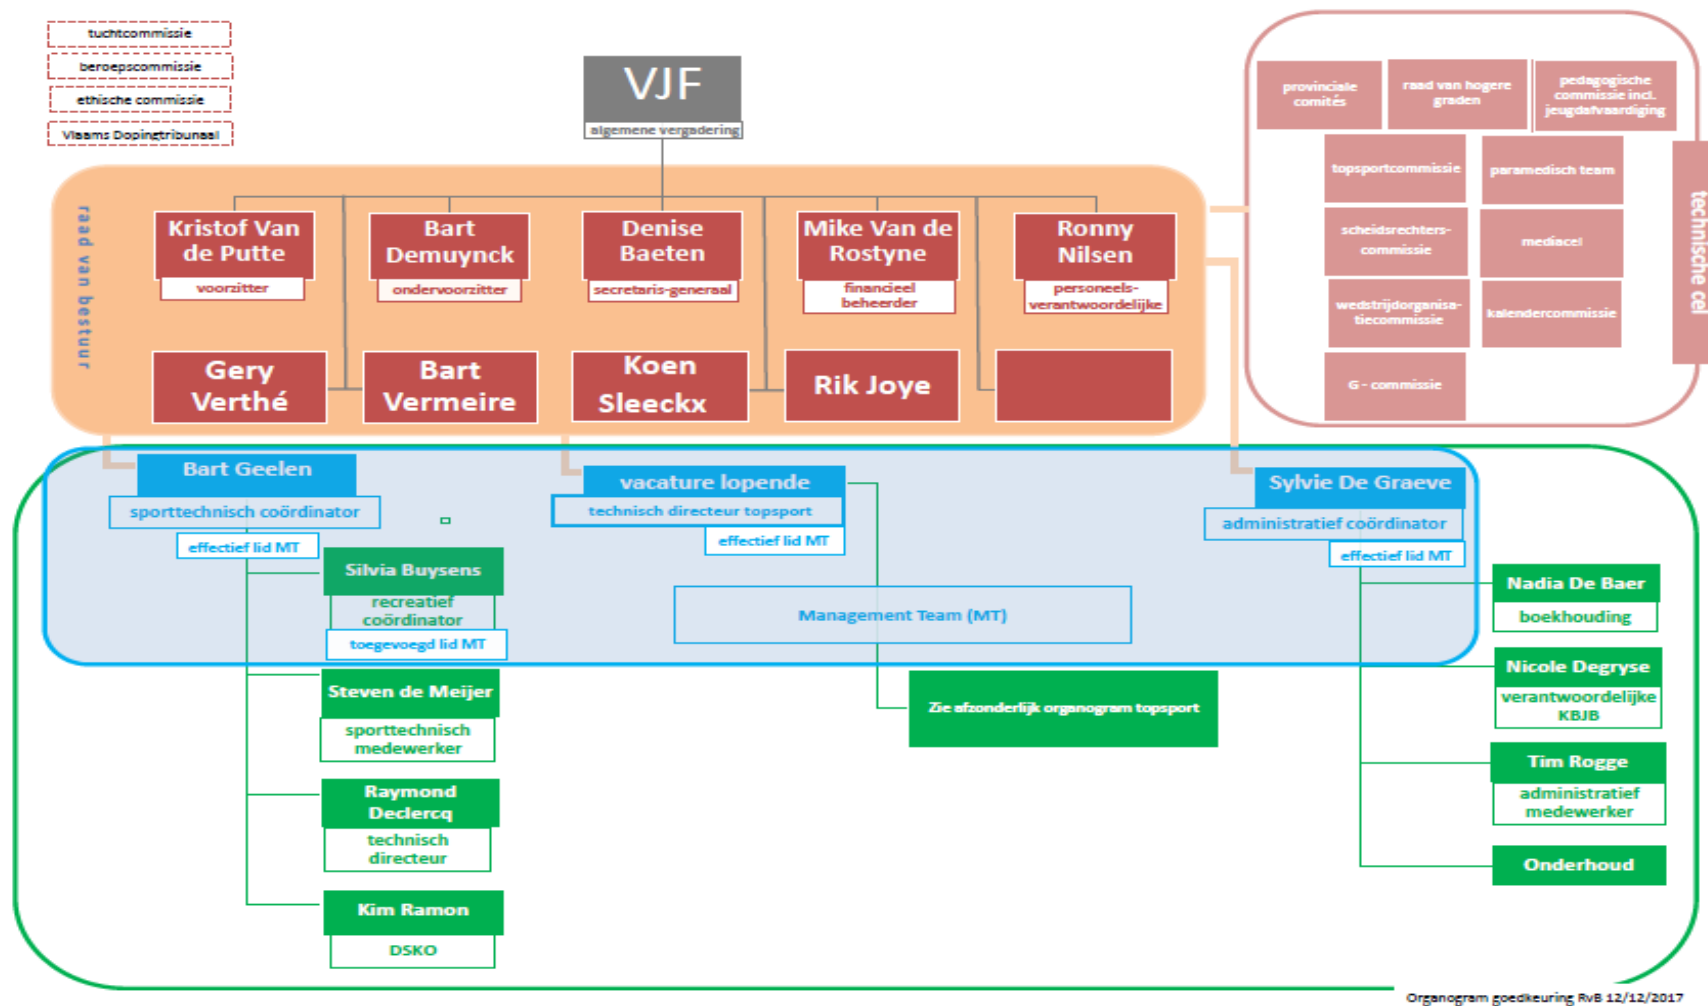 tuchtcommissie
beroepscommissie
ethische commissie
Vlaams Dopingtribunaal
VJF
algemene vergadering
provinciale
comités
raad van hogere
graden
pedagogische
commissie incl.
jeugdafvaardiging
topsportcommissie
paramedisch team
scheidsrechters-
commissie
mediacel
wedstrijdorganisa-
tiecommissie
kalendercommissie
G - commissie
technische cel
raad van bestuur
Kristof Van
de Putte
voorzitter
Bart
Demuynck
ondervoorzitter
Denise
Baeten
secretaris-generaal
Mike Van de
Rostyne
financieel
beheerder
Ronny
Nilsen
personeels-
verantwoordelijke
Gery
Verthé
Bart
Vermeire
Koen
Sleeckx
Rik Joye
Bart Geelen
sporttechnisch coördinator
effectief lid MT
vacature lopende
technisch directeur topsport
effectief lid MT
Sylvie De Graeve
administratief coördinator
effectief lid MT
Silvia Buysens
recreatief
coördinator
toegevoegd lid MT
Management Team (MT)
Nadia De Baer
boekhouding
Steven de Meijer
sporttechnisch
medewerker
Zie afzonderlijk organogram topsport
Nicole Degryse
verantwoordelijke
KBJB
Raymond
Declercq
technisch
directeur
Tim Rogge
administratief
medewerker
Kim Ramon
DSKO
Onderhoud
Organogram goedkeuring RvB 12/12/2017